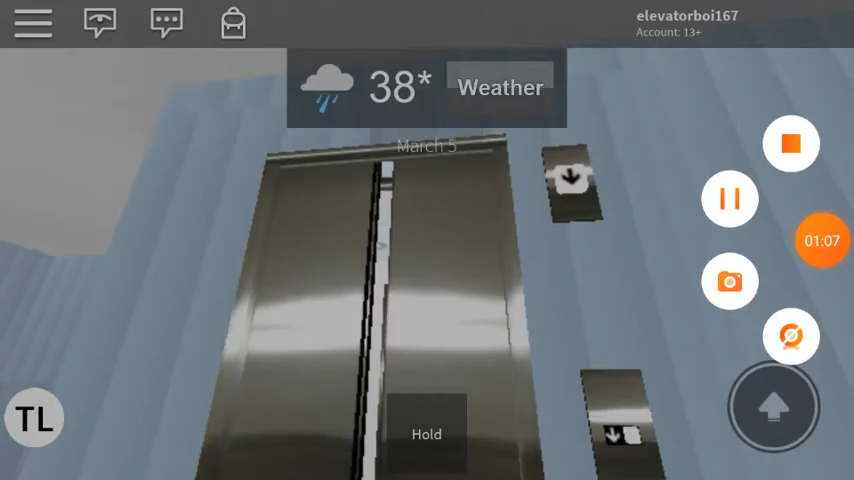 elevatorboi167
Account: 13+
38*
Weather
March 5
01:07
TL
Hold